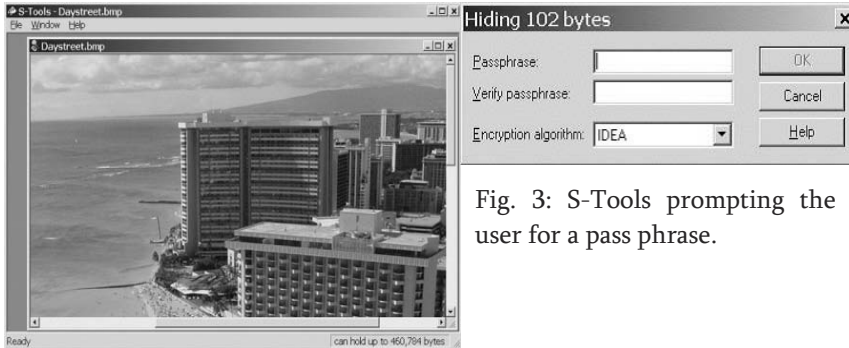 S-Tools - Daystreet.bmp
File Window Help
Daystreet.bmp
Ready
can hold up to 460,784 bytes
Hiding 102 bytes
Passphrase:
OK
Verify passphrase:
Cancel
Encryption algorithm: IDEA
Help
Fig. 3: S-Tools prompting the
user for a pass phrase.